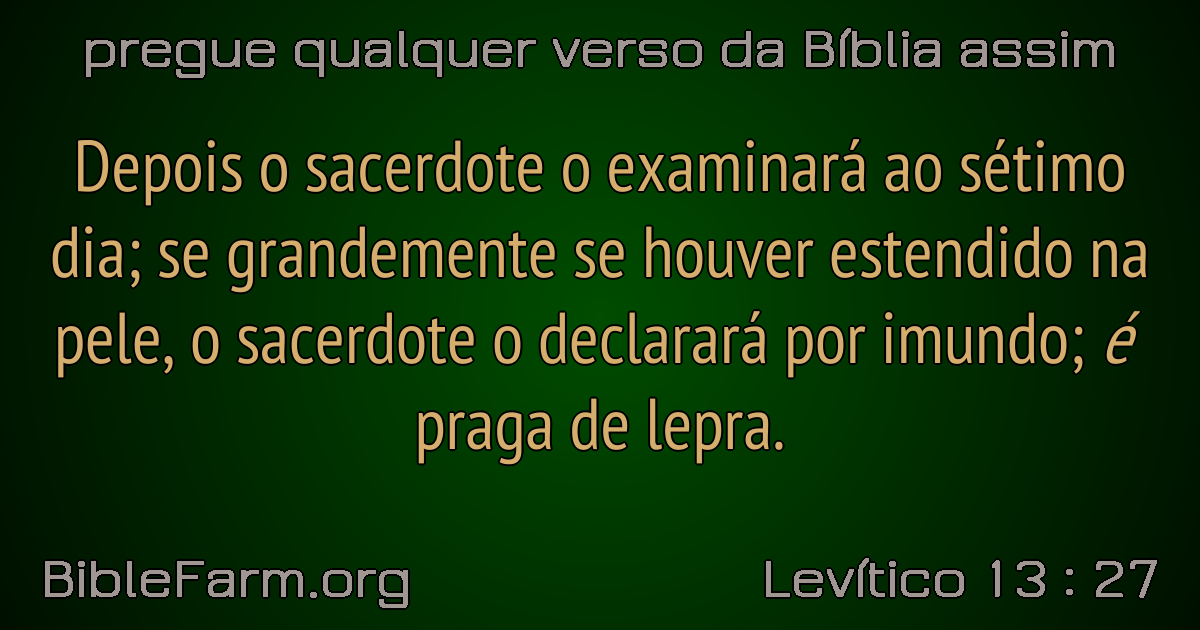 pregue qualquer verso da Bíblia assim
Depois o sacerdote o examinará ao sétimo
dia; se grandemente se houver estendido na
pele, o sacerdote o declarará por imundo; é
praga de lepra.
BibleFarm.org
Levítico 13 : 27